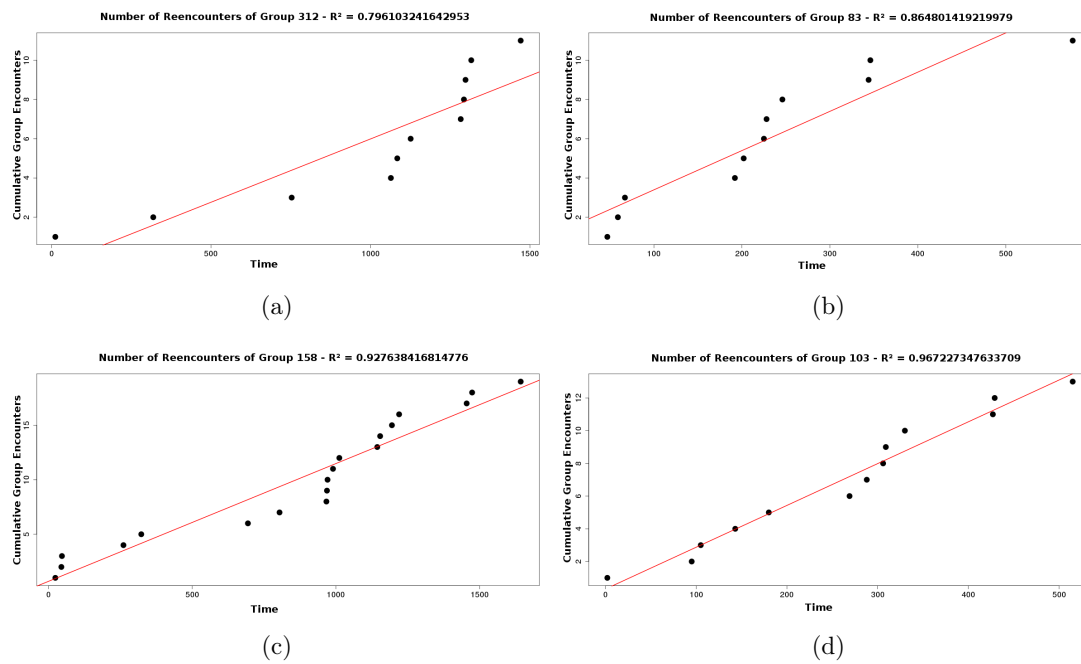 Number of Reencounters of Group 312 - R² = 0.796103241642953
Cumulative Group Encounters
2 4 6 8 10
0 500 1000 1500
Time
(a)
Number of Reencounters of Group 83 - R² = 0.864801419219979
Cumulative Group Encounters
2 4 6 8 10
100 200 300 400 500
Time
(b)
Number of Reencounters of Group 158 - R² = 0.927638416814776
Cumulative Group Encounters
5 10 15
0 500 1000 1500
Time
(c)
Number of Reencounters of Group 103 - R² = 0.967227347633709
Cumulative Group Encounters
2 4 6 8 10 12
0 100 200 300 400 500
Time
(d)